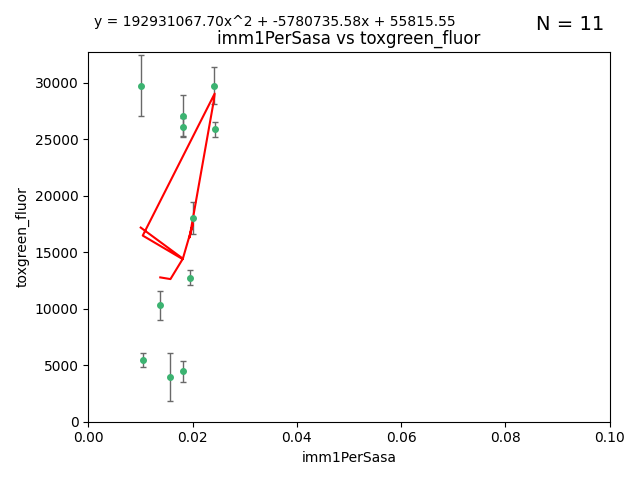 y = 192931067.70x^2 + -5780735.58x + 55815.55
N = 11
imm1PerSasa vs toxgreen_fluor
30000
25000
20000
15000
10000
5000
0
toxgreen_fluor
0.00 0.02 0.04 0.06 0.08 0.10
imm1PerSasa